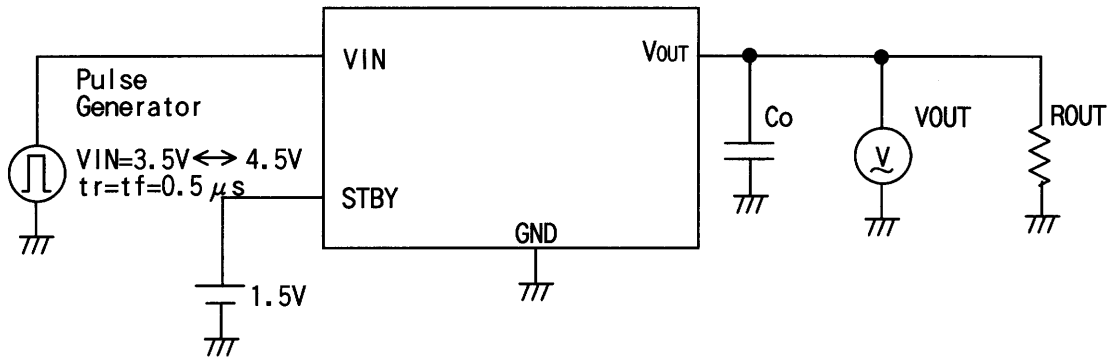 VIN
VOUT
Pulse
Generator
VIN=3.5V↔4.5V
tr=tf=0.5μs
Co
VOUT
ROUT
V
STBY
GND
1.5V